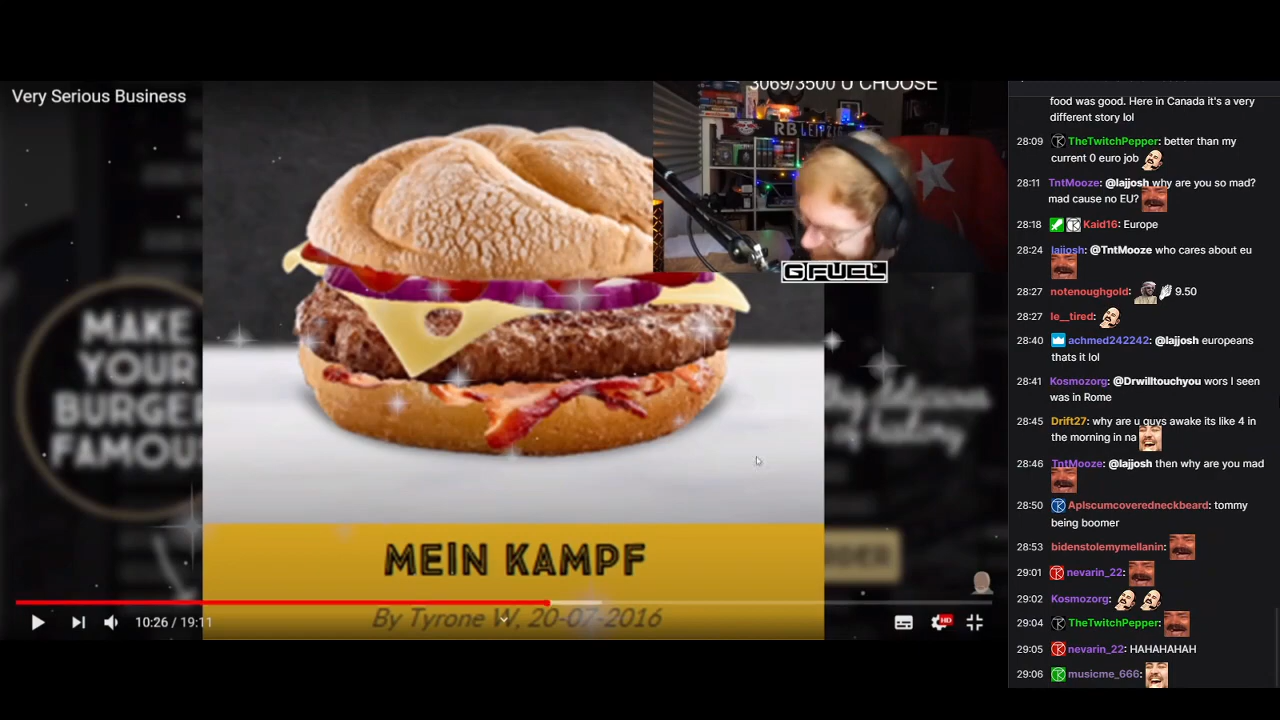 Very Serious Business
3069/3500 U CHOOSE
RB LEIPZIG
G FUEL
MAKE
YOUR
BURGER
FAMOUS
MEIN KAMPF
By Tyrone W, 20-07-2016
10:26 / 19:11
HD
food was good. Here in Canada it's a very
different story lol
28:09 TheTwitchPepper: better than my
current 0 euro job
28:11 TntMooze: @lajjosh why are you so mad?
mad cause no EU?
28:18 Kaid16: Europe
28:24 lajjosh: @TntMooze who cares about eu
28:27 notenoughgold: 9.50
28:27 le__tired:
28:40 achmed242242: @lajjosh europeans
thats it lol
28:41 Kosmozorg: @Drwilltouchyou wors I seen
was in Rome
28:45 Drift27: why are u guys awake its like 4 in
the morning in na
28:46 TntMooze: @lajjosh then why are you mad
28:50 Aplscumcoveredneckbeard: tommy
being boomer
28:53 bidenstolemymellanin:
29:01 nevarin_22:
29:02 Kosmozorg:
29:04 TheTwitchPepper:
29:05 nevarin_22: HAHAHAHAH
29:06 musicme_666: